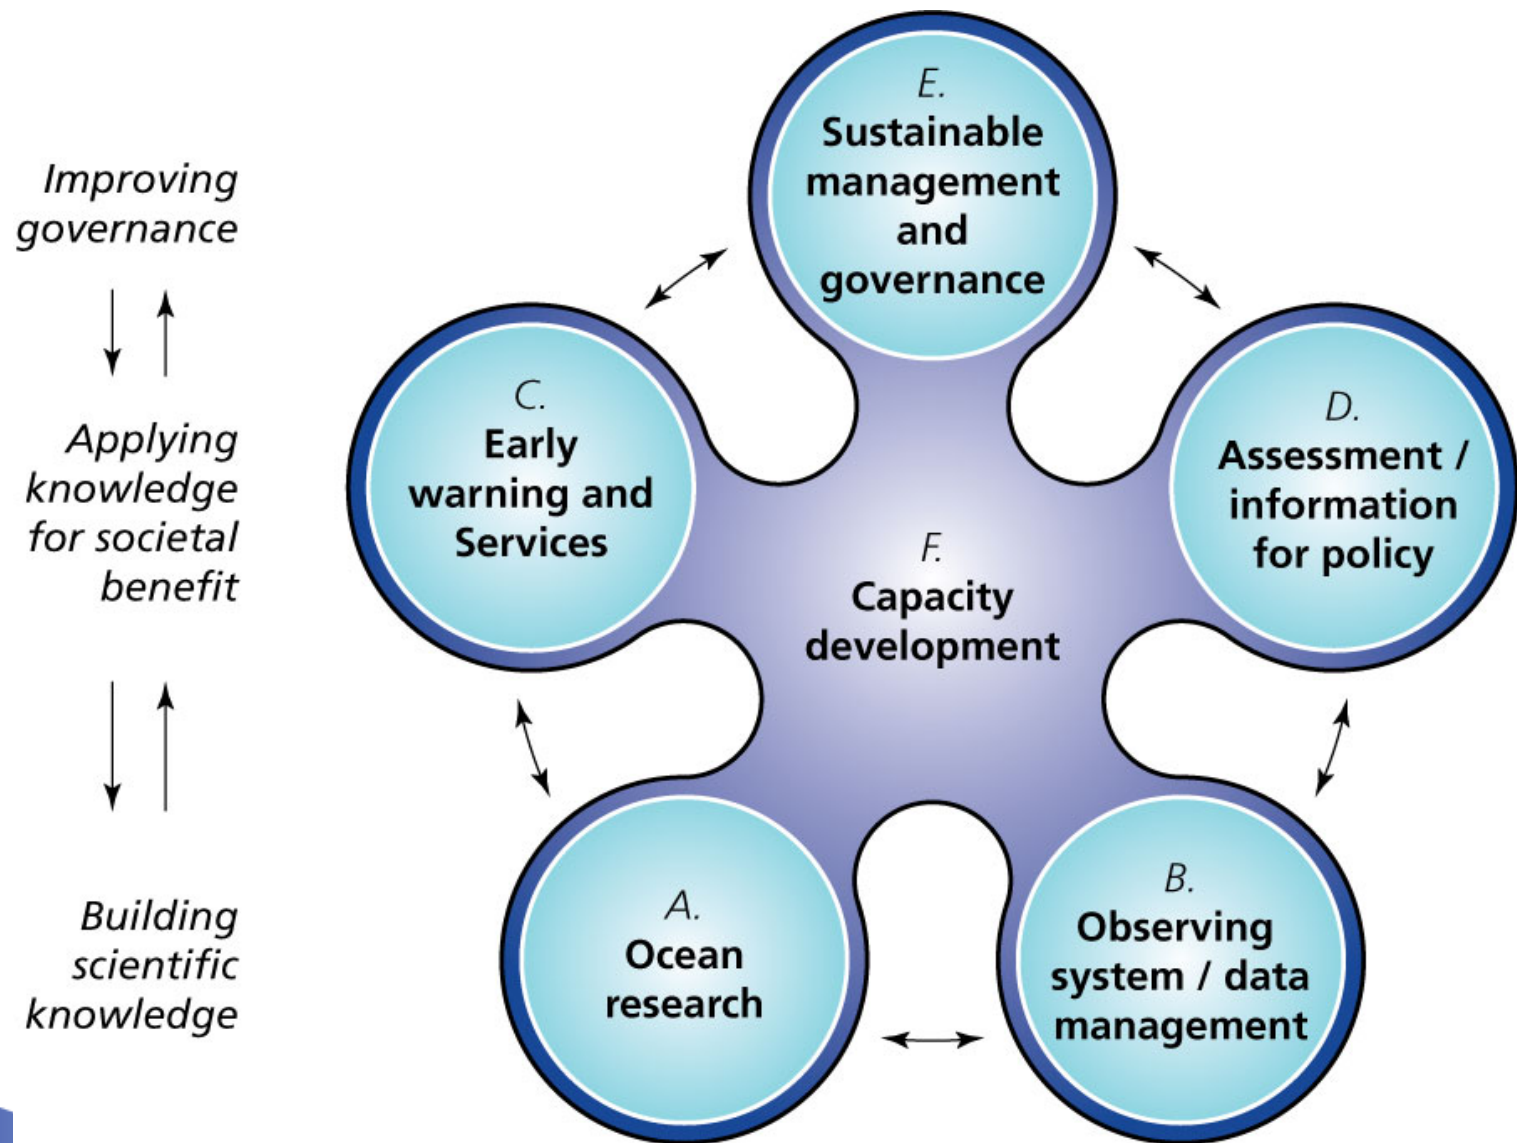 Improving
governance
Applying
knowledge
for societal
benefit
Building
scientific
knowledge
E.
Sustainable
management
and
governance
C.
Early
warning and
Services
D.
Assessment /
information
for policy
F.
Capacity
development
A.
Ocean
research
B.
Observing
system / data
management